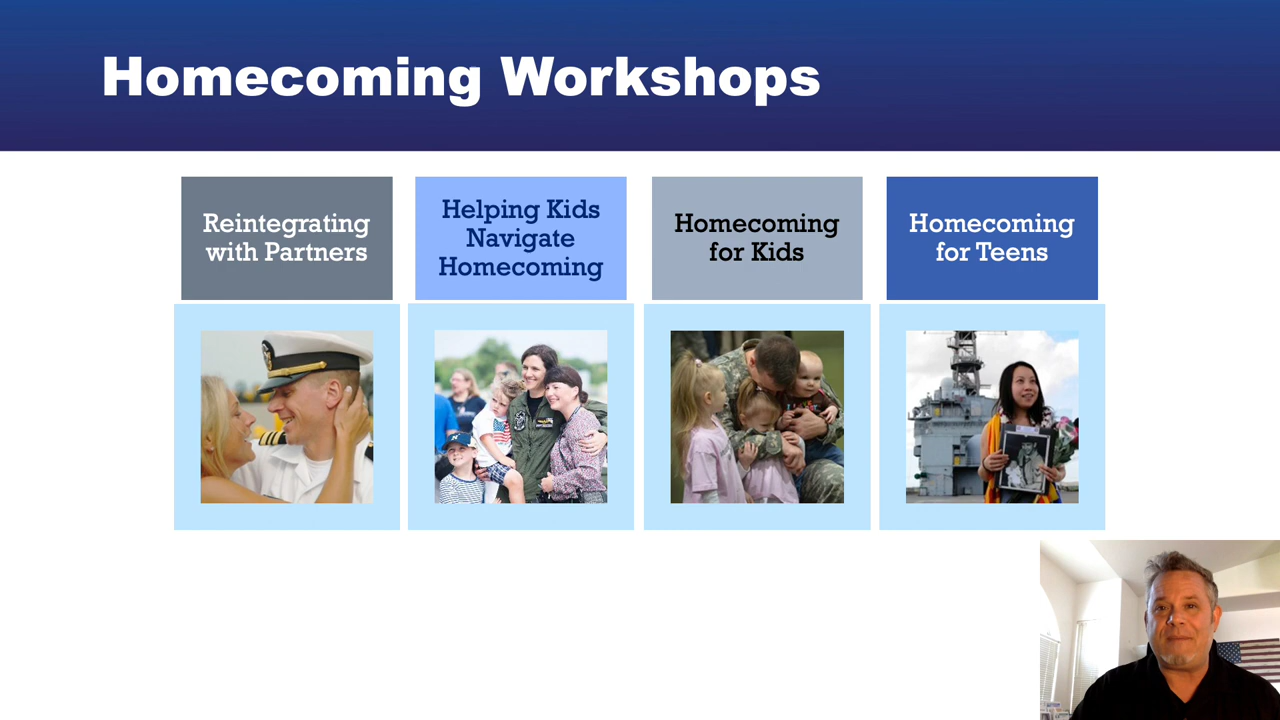 Homecoming Workshops
Reintegrating
with Partners
Helping Kids
Navigate
Homecoming
Homecoming
for Kids
Homecoming
for Teens